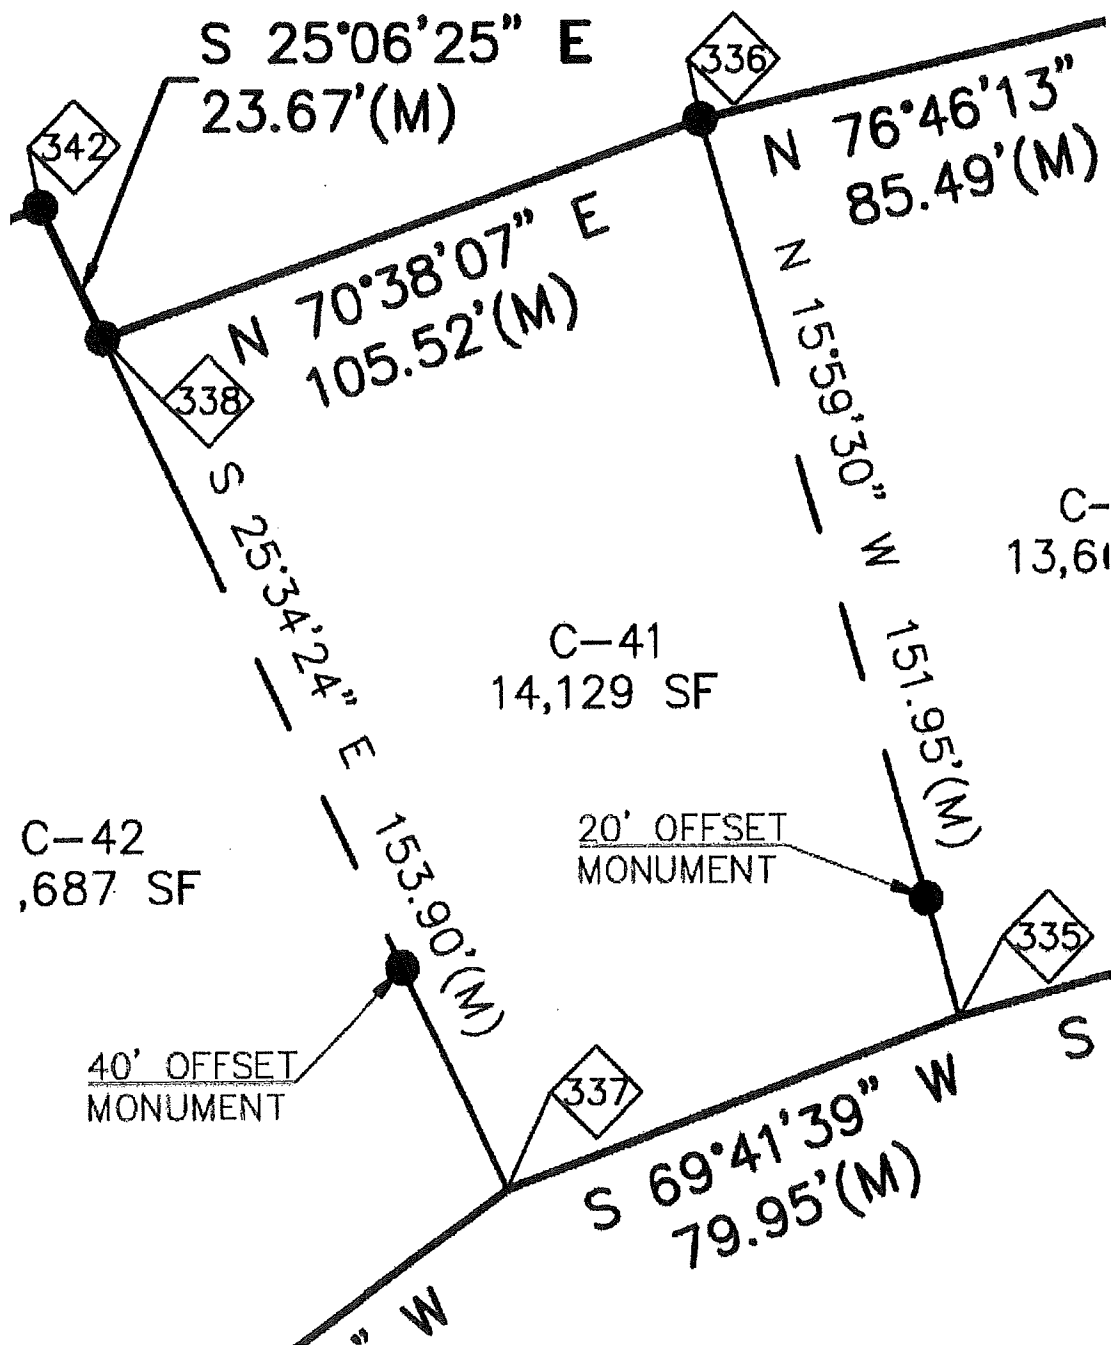 S 25°06'25" E
23.67'(M)
336
342
N 76°46'13"
85.49'(M)
N 70°38'07" E
105.52'(M)
338
N 15°59'30" W 151.95'(M)
S 25°34'24" E 153.90'(M)
C-
13,6
C-41
14,129 SF
C-42
,687 SF
20' OFFSET
MONUMENT
335
40' OFFSET
MONUMENT
337
S
S 69°41'39" W
79.95'(M)
" W